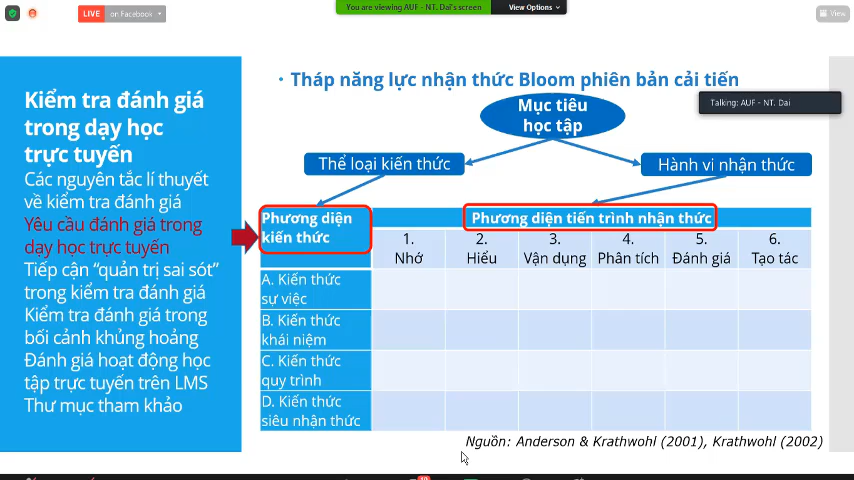 You are viewing AUF - NT. Dai's screen
View Options
LIVE
on Facebook
View
Talking: AUF - NT. Dai
Kiểm tra đánh giá
trong dạy học
trực tuyến
Các nguyên tắc lí thuyết
về kiểm tra đánh giá
Yêu cầu đánh giá trong
dạy học trực tuyến
Tiếp cận “quản trị sai sót”
trong kiểm tra đánh giá
Kiểm tra đánh giá trong
bối cảnh khủng hoảng
Đánh giá hoạt động học
tập trực tuyến trên LMS
Thư mục tham khảo
• Tháp năng lực nhận thức Bloom phiên bản cải tiến
Mục tiêu
học tập
Thể loại kiến thức
Hành vi nhận thức
Phương diện
kiến thức
Phương diện tiến trình nhận thức
1.
Nhớ
2.
Hiểu
3.
Vận dụng
4.
Phân tích
5.
Đánh giá
6.
Tạo tác
A. Kiến thức
sự việc
B. Kiến thức
khái niệm
C. Kiến thức
quy trình
D. Kiến thức
siêu nhận thức
Nguồn: Anderson & Krathwohl (2001), Krathwohl (2002)